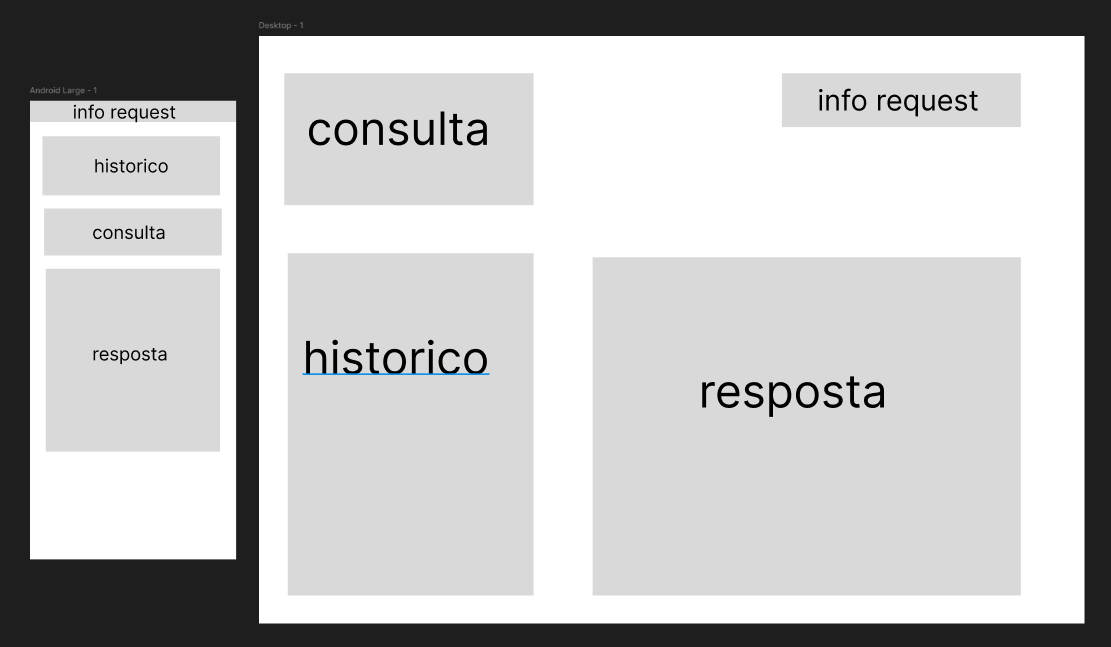 Android Large - 1
info request
historico
consulta
resposta
Desktop - 1
consulta
info request
historico
resposta